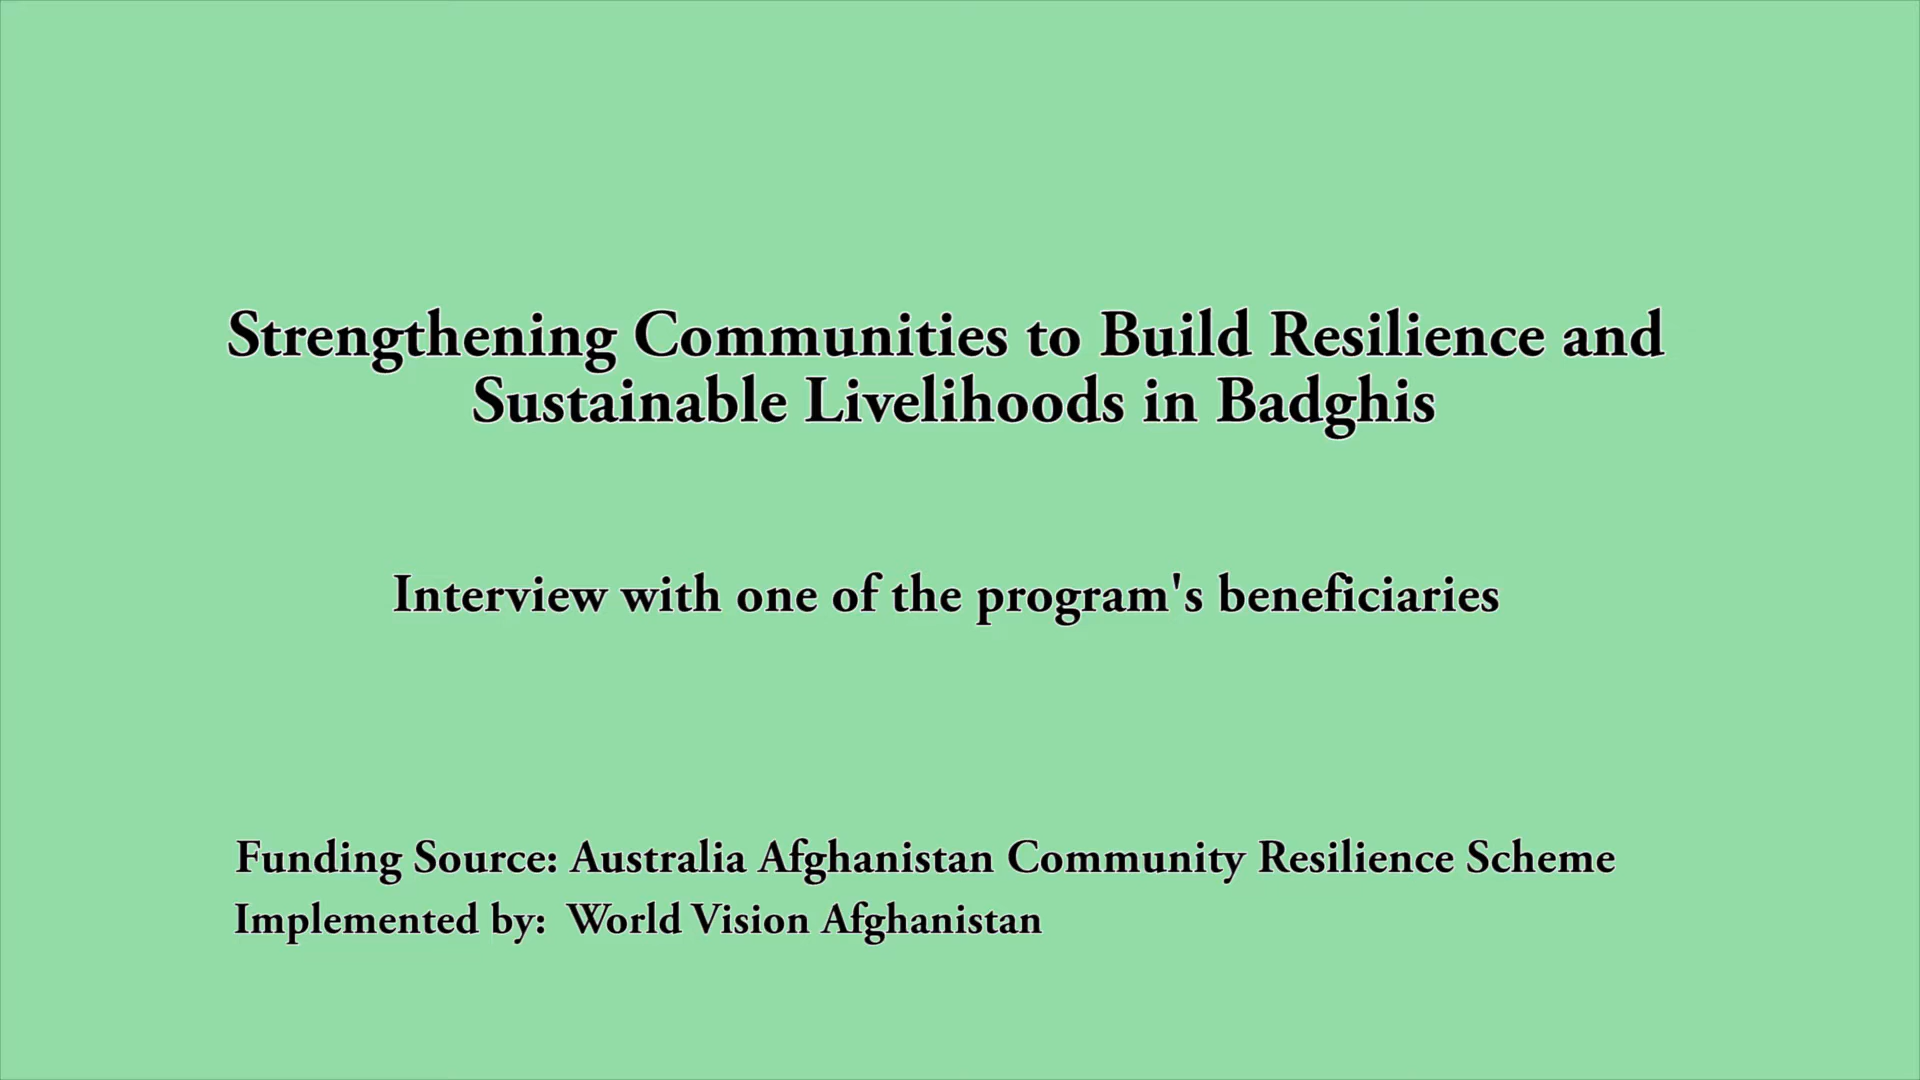 Strengthening Communities to Build Resilience and
Sustainable Livelihoods in Badghis
Interview with one of the program's beneficiaries
Funding Source: Australia Afghanistan Community Resilience Scheme
Implemented by: World Vision Afghanistan